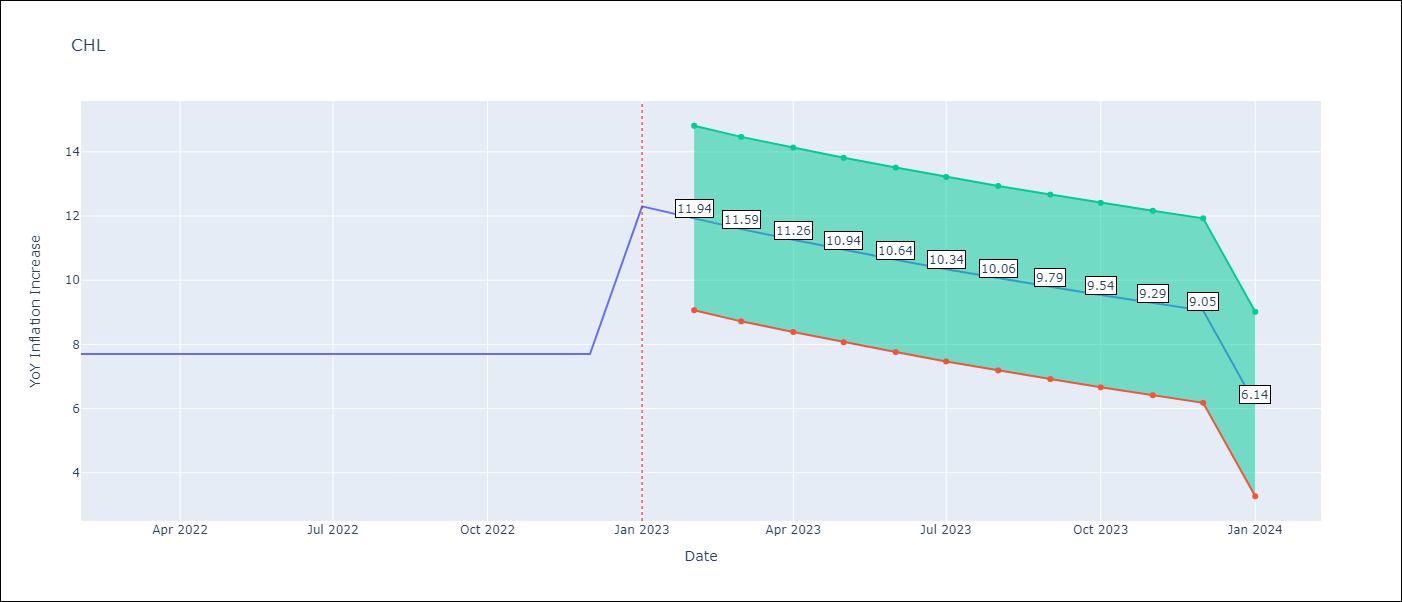 CHL
YoY Inflation Increase
14
12
10
8
6
4
11.94
11.59
11.26
10.94
10.64
10.34
10.06
9.79
9.54
9.29
9.05
6.14
Apr 2022
Jul 2022
Oct 2022
Jan 2023
Apr 2023
Jul 2023
Oct 2023
Jan 2024
Date